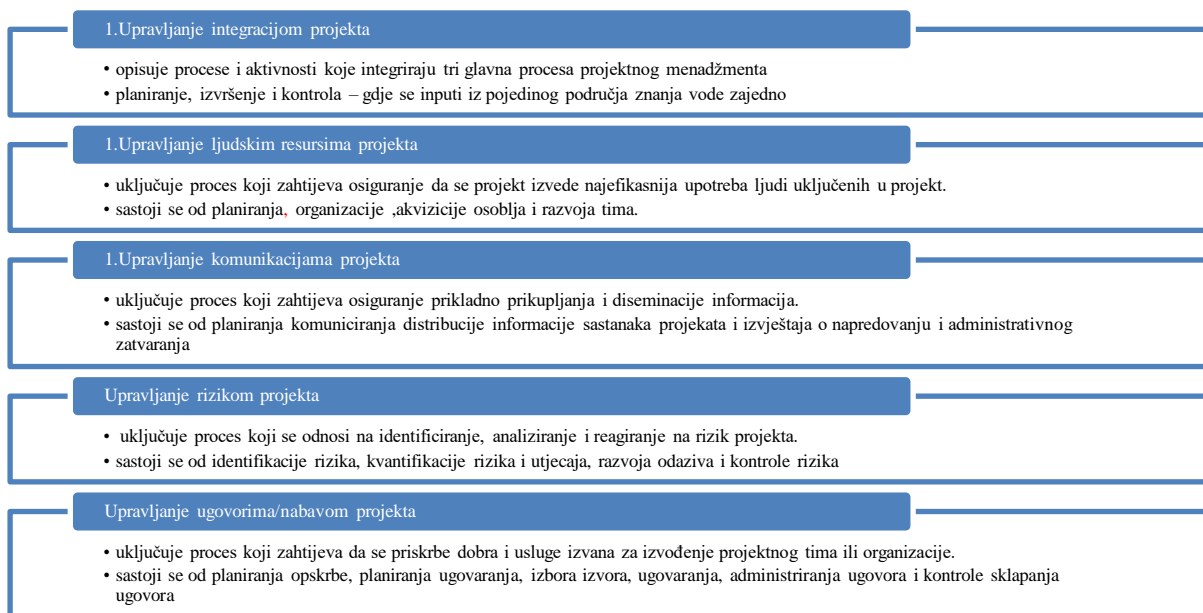 1.Upravljanje integracijom projekta
• opisuje procese i aktivnosti koje integriraju tri glavna procesa projektnog menadžmenta
• planiranje, izvršenje i kontrola – gdje se inputi iz pojedinog područja znanja vode zajedno
1.Upravljanje ljudskim resursima projekta
• uključuje proces koji zahtijeva osiguranje da se projekt izvede najefikasnija upotreba ljudi uključenih u projekt.
• sastoji se od planiranja, organizacije ,akvizicije osoblja i razvoja tima.
1.Upravljanje komunikacijama projekta
• uključuje proces koji zahtijeva osiguranje prikladno prikupljanja i diseminacije informacija.
• sastoji se od planiranja komuniciranja distribucije informacije sastanaka projekata i izvještaja o napredovanju i administrativnog
zatvaranja
Upravljanje rizikom projekta
• uključuje proces koji se odnosi na identificiranje, analiziranje i reagiranje na rizik projekta.
• sastoji se od identifikacije rizika, kvantifikacije rizika i utjecaja, razvoja odaziva i kontrole rizika
Upravljanje ugovorima/nabavom projekta
• uključuje proces koji zahtijeva da se priskrbe dobra i usluge izvana za izvođenje projektnog tima ili organizacije.
• sastoji se od planiranja opskrbe, planiranja ugovaranja, izbora izvora, ugovaranja, administriranja ugovora i kontrole sklapanja
ugovora